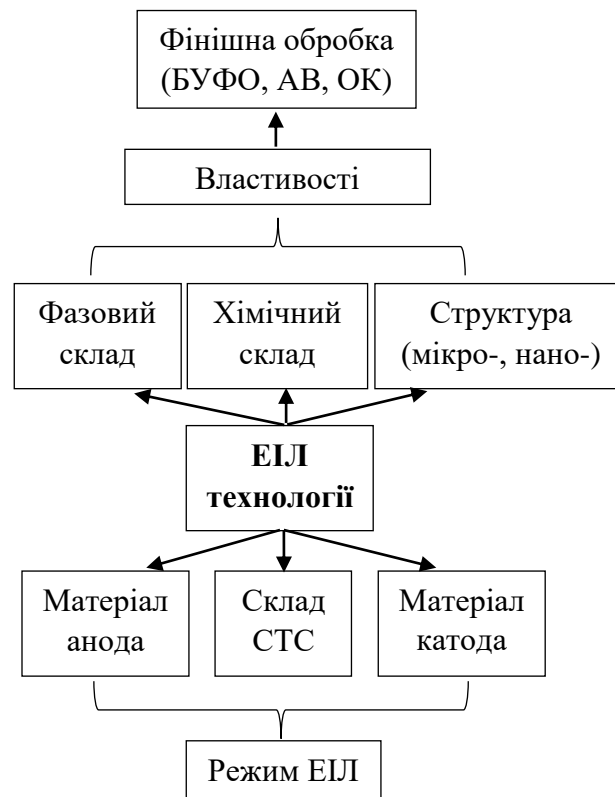 Фінішна обробка
(БУФО, АВ, ОК)
Властивості
Фазовий
склад
Хімічний
склад
Структура
(мікро-, нано-)
ЕІЛ
технології
Матеріал
анода
Склад
СТС
Матеріал
катода
Режим ЕІЛ